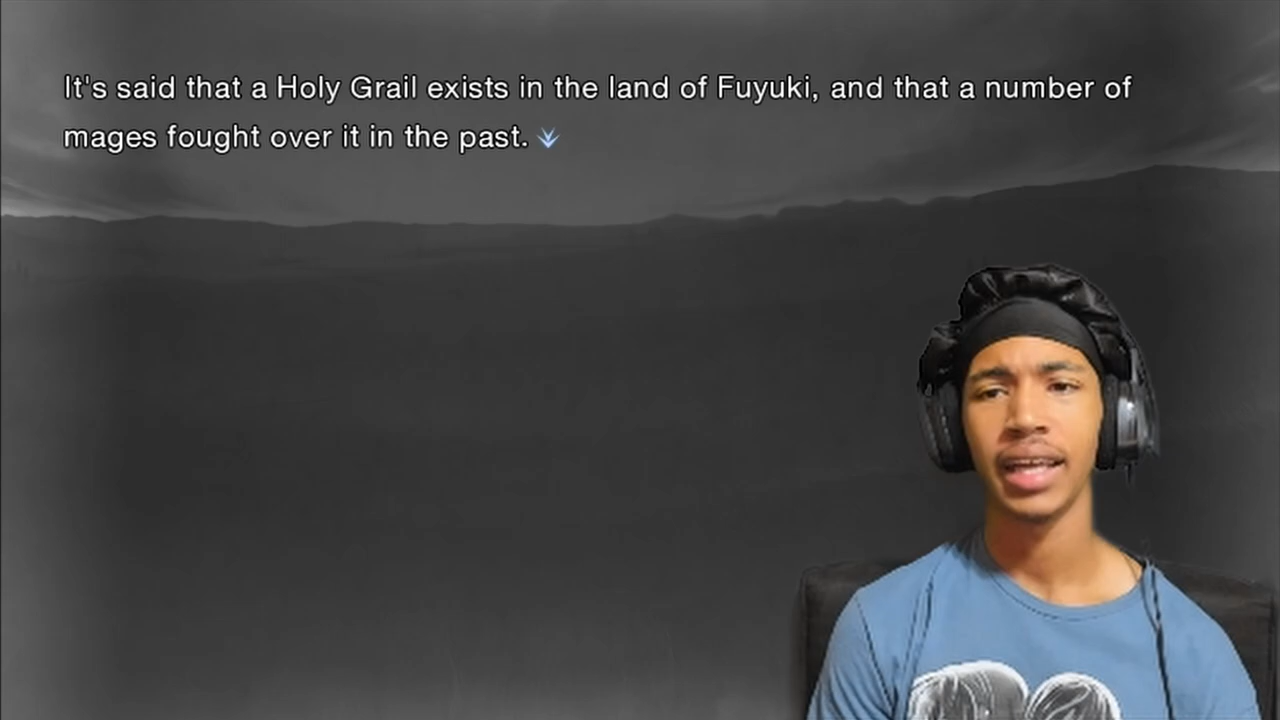 It's said that a Holy Grail exists in the land of Fuyuki, and that a number of
mages fought over it in the past.